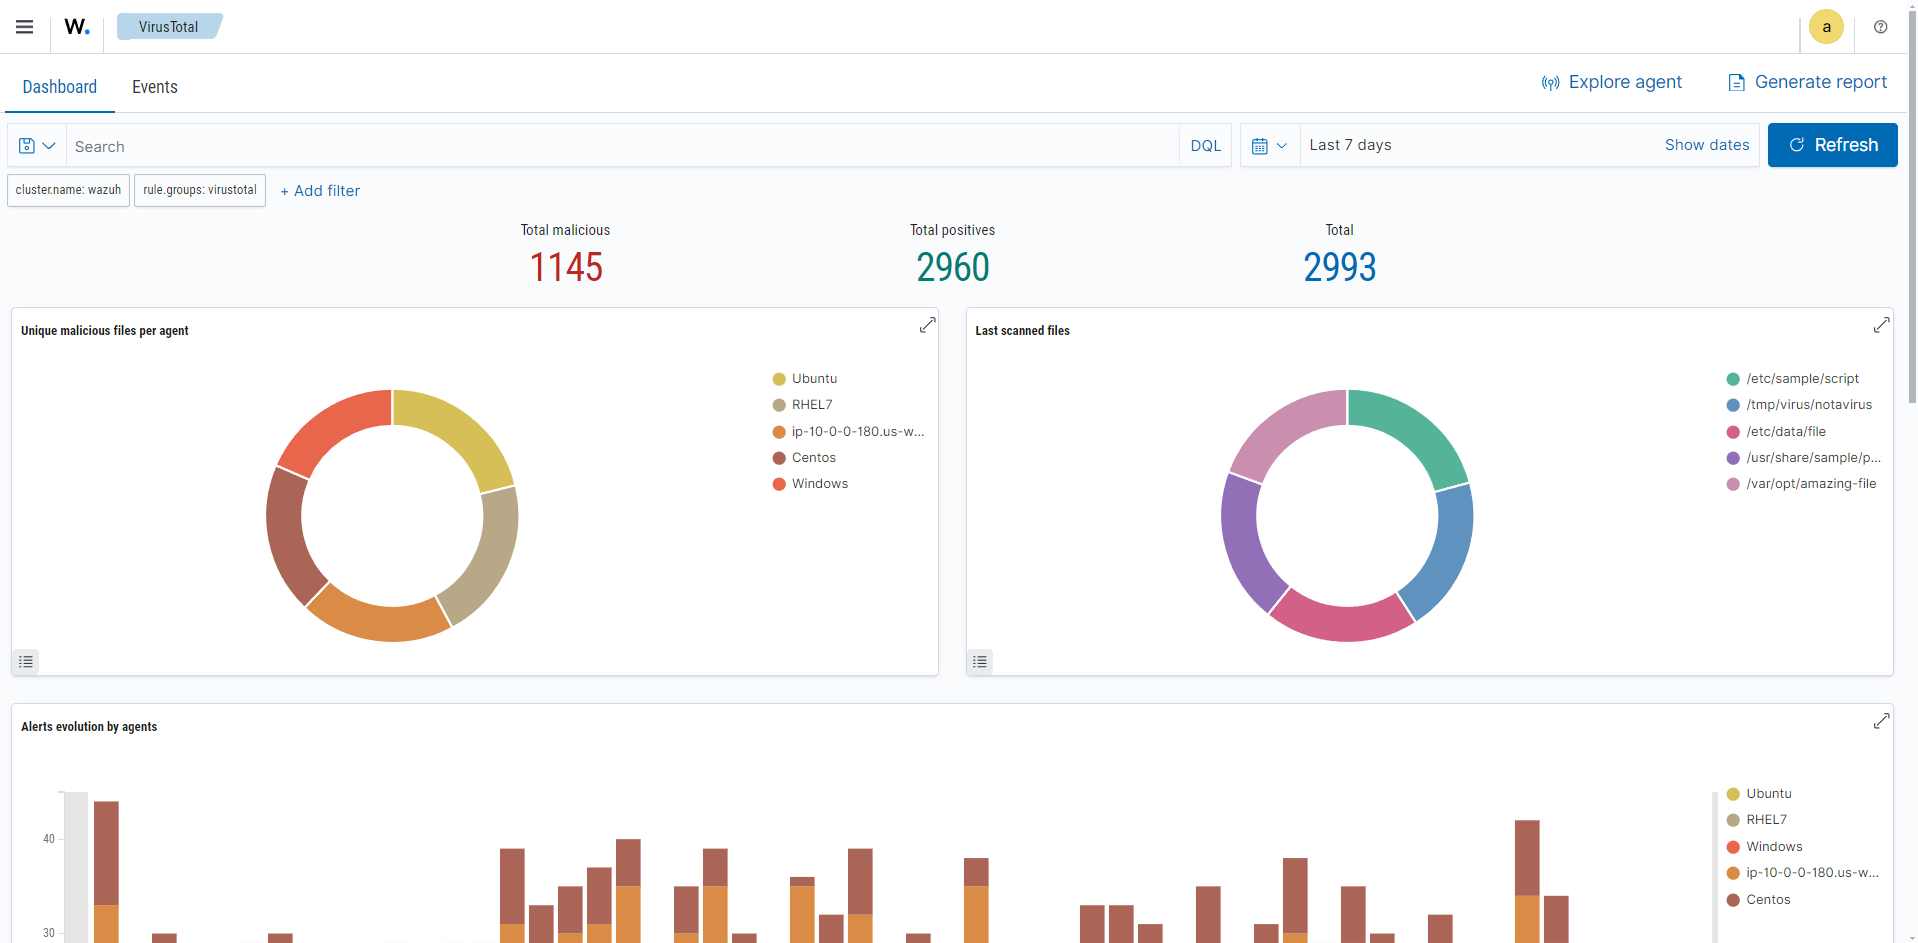 W. VirusTotal a
Dashboard Events Explore agent Generate report
Search DQL Last 7 days Show dates Refresh
cluster.name: wazuh rule.groups: virustotal + Add filter
Total malicious Total positives Total
1145 2960 2993
Unique malicious files per agent
Ubuntu
RHEL7
ip-10-0-0-180.us-w...
Centos
Windows
Last scanned files
/etc/sample/script
/tmp/virus/notavirus
/etc/data/file
/usr/share/sample/p...
/var/opt/amazing-file
Alerts evolution by agents
40
30
Ubuntu
RHEL7
Windows
ip-10-0-0-180.us-w...
Centos